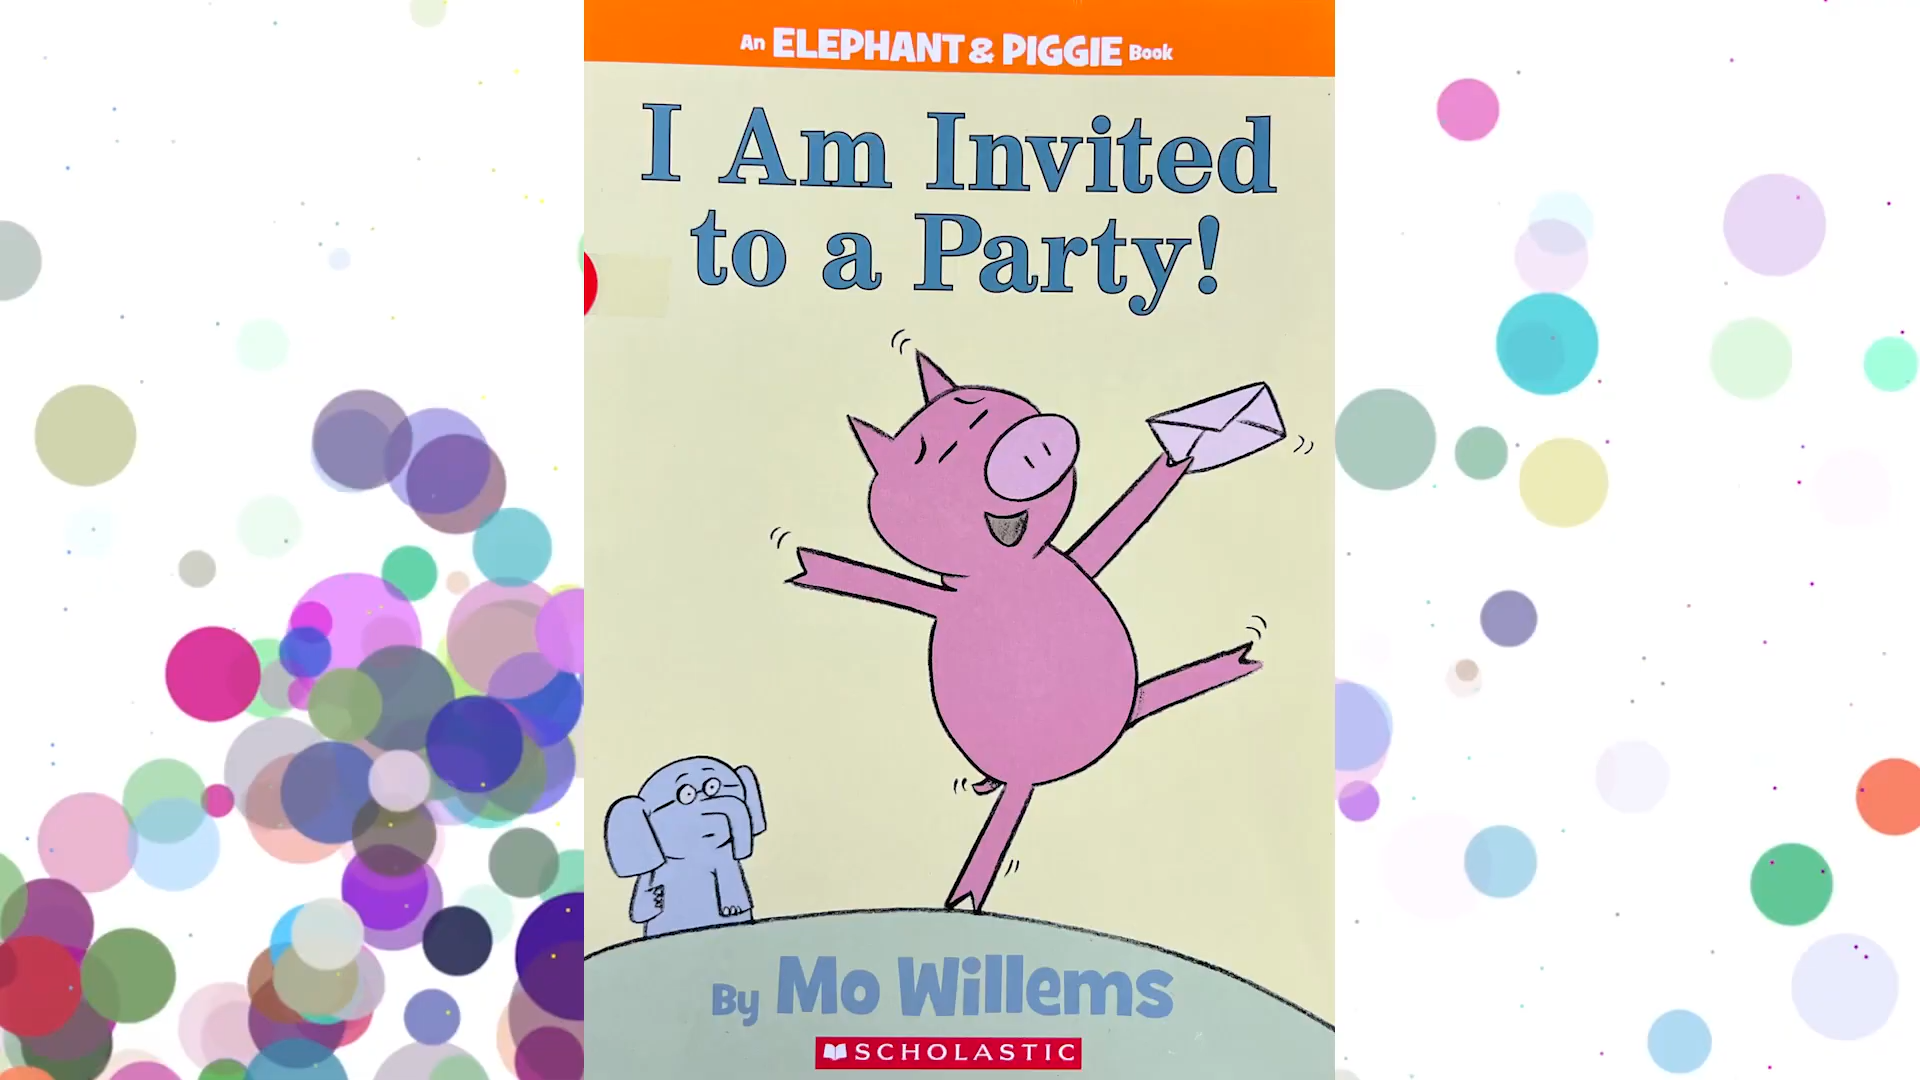 An ELEPHANT & PIGGIE Book
I Am Invited
to a Party!
By Mo Willems
SCHOLASTIC